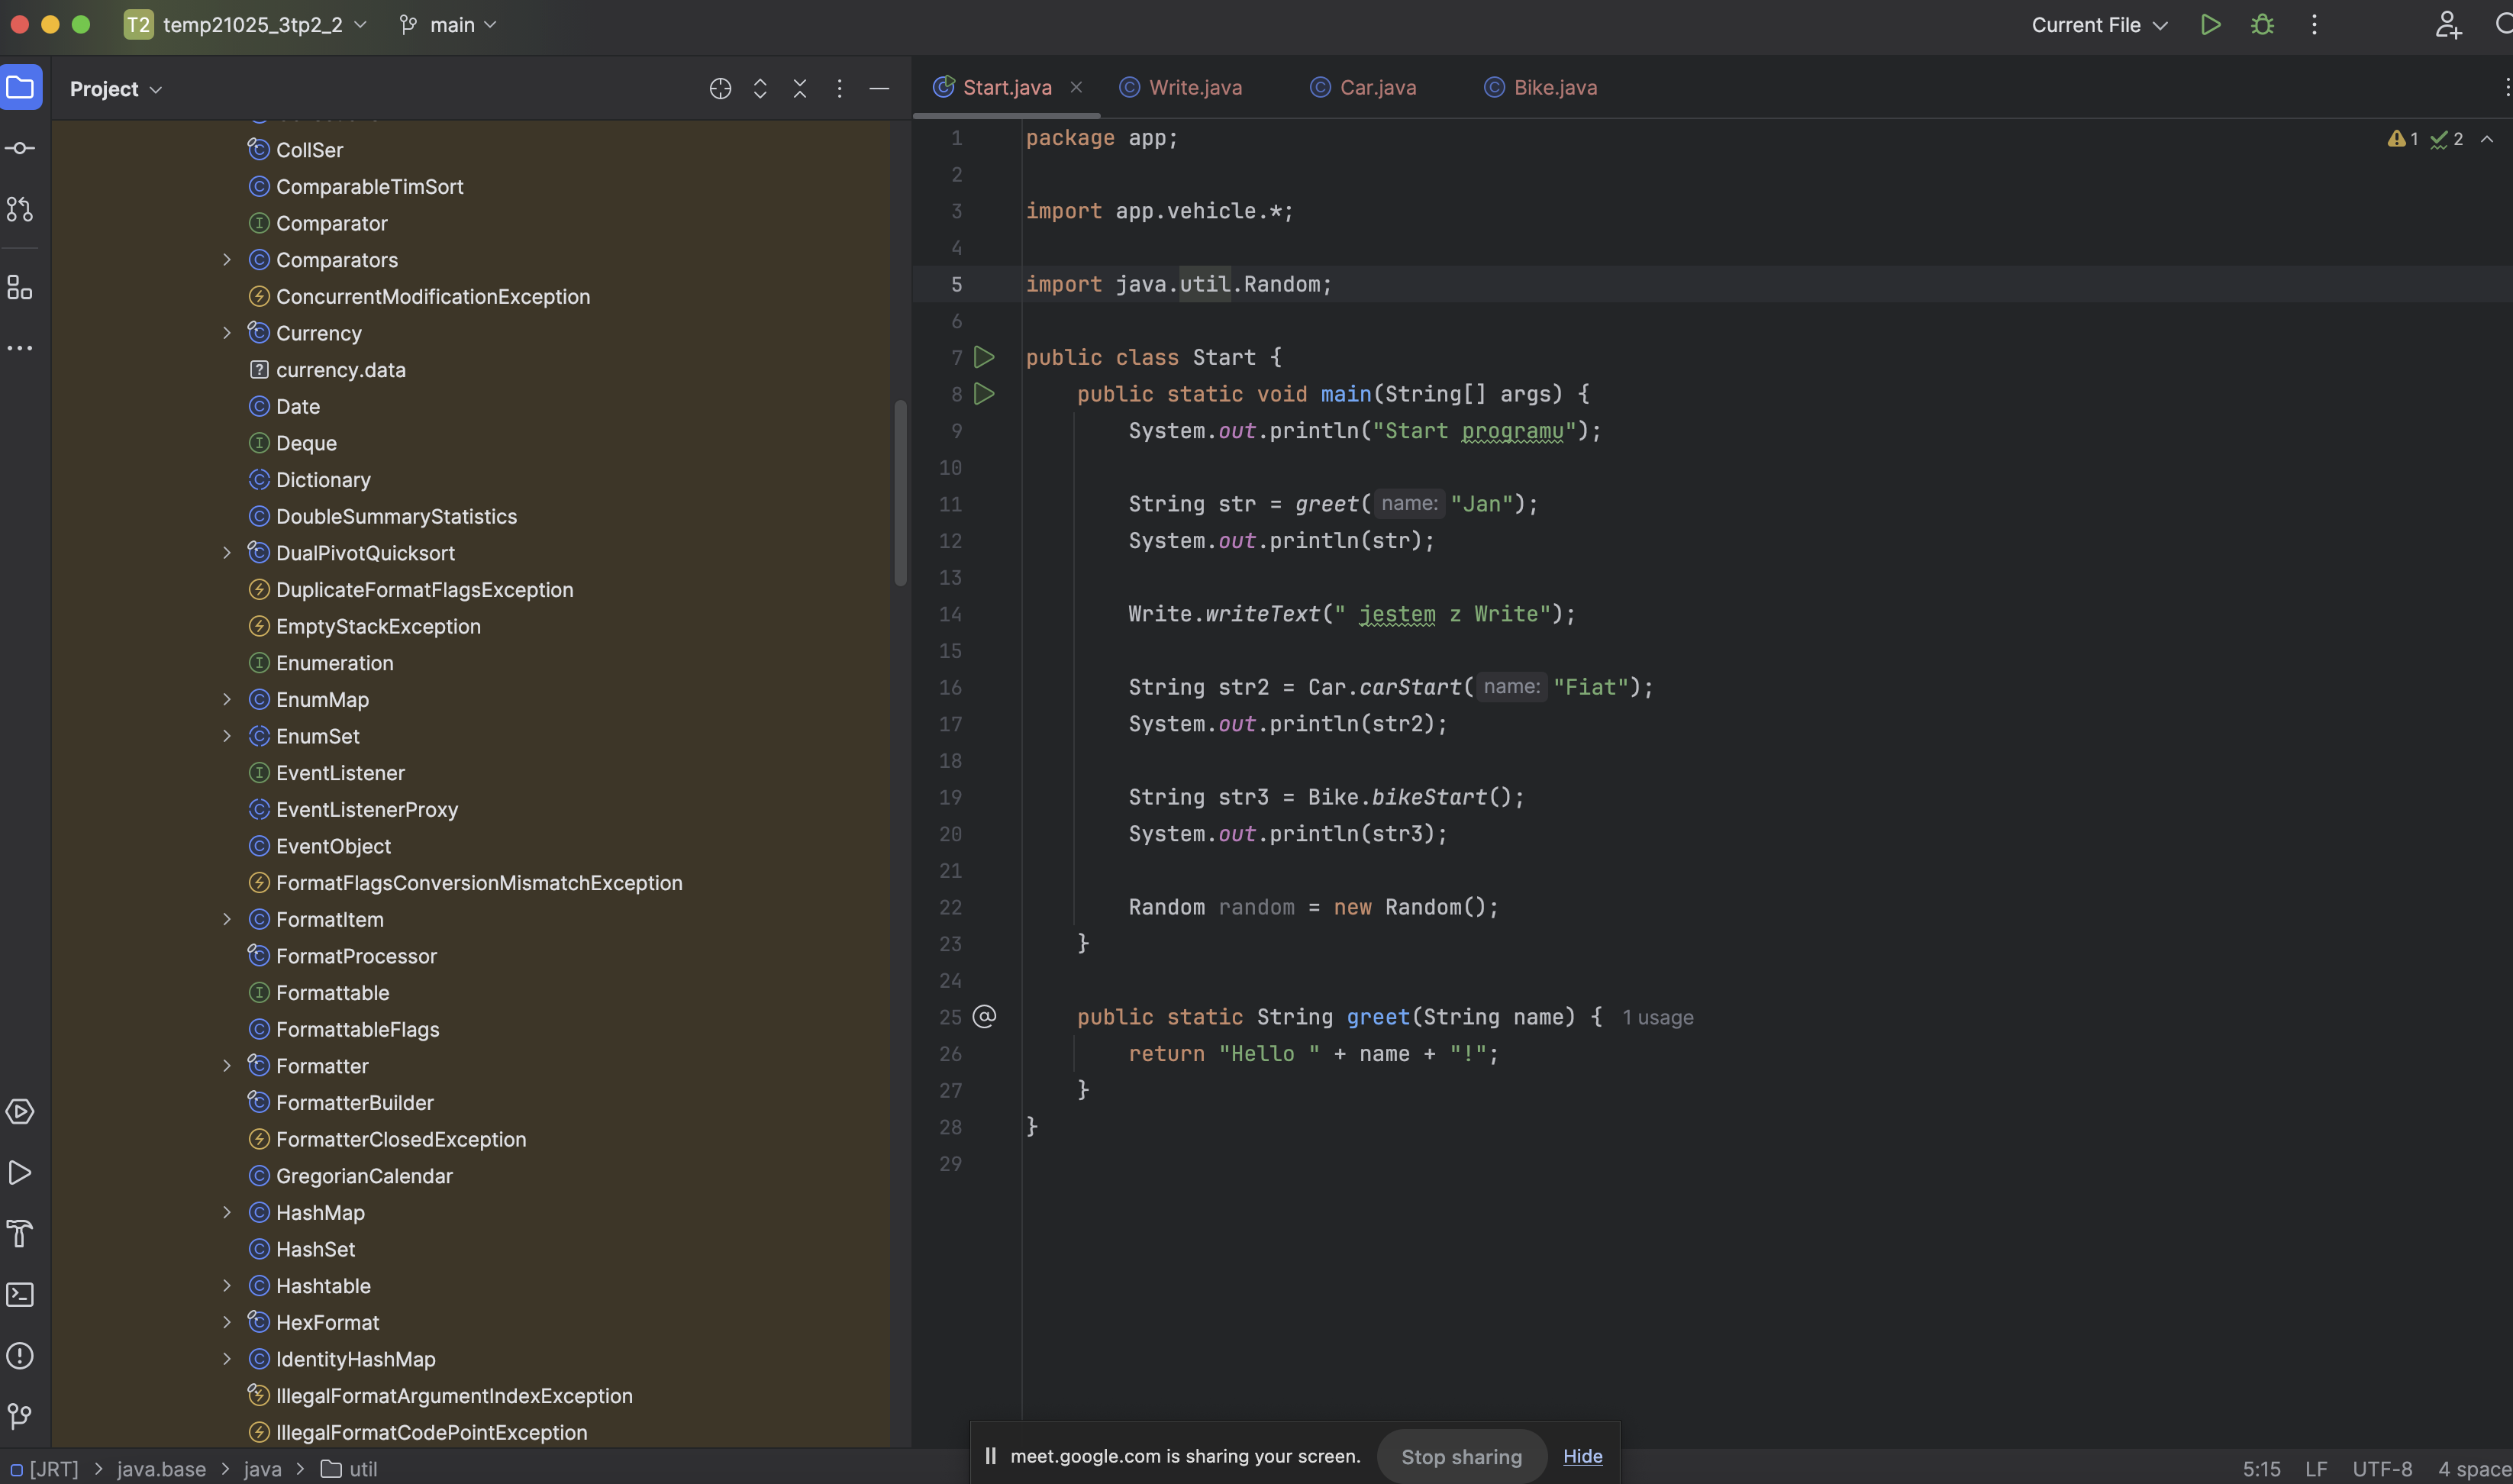 T2 temp21025_3tp2_2 main Current File
Project
Start.java Write.java Car.java Bike.java
CollSer
ComparableTimSort
Comparator
Comparators
ConcurrentModificationException
Currency
currency.data
Date
Deque
Dictionary
DoubleSummaryStatistics
DualPivotQuicksort
DuplicateFormatFlagsException
EmptyStackException
Enumeration
EnumMap
EnumSet
EventListener
EventListenerProxy
EventObject
FormatFlagsConversionMismatchException
FormatItem
FormatProcessor
Formattable
FormattableFlags
Formatter
FormatterBuilder
FormatterClosedException
GregorianCalendar
HashMap
HashSet
Hashtable
HexFormat
IdentityHashMap
IllegalFormatArgumentIndexException
IllegalFormatCodePointException
1 package app; 1 2
2
3 import app.vehicle.*;
4
5 import java.util.Random;
6
7 public class Start {
8 public static void main(String[] args) {
9 System.out.println("Start programu");
10
11 String str = greet( name: "Jan");
12 System.out.println(str);
13
14 Write.writeText(" jestem z Write");
15
16 String str2 = Car.carStart( name: "Fiat");
17 System.out.println(str2);
18
19 String str3 = Bike.bikeStart();
20 System.out.println(str3);
21
22 Random random = new Random();
23 }
24
25 public static String greet(String name) { 1 usage
26 return "Hello " + name + "!";
27 }
28 }
29
meet.google.com is sharing your screen. Stop sharing Hide
[JRT] > java.base > java > util 5:15 LF UTF-8 4 space